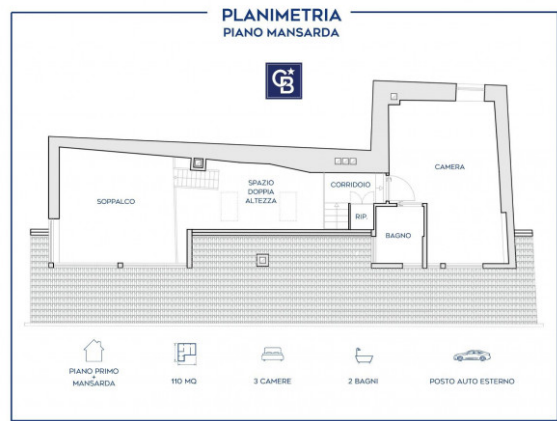 PLANIMETRIA
PIANO MANSARDA
CB
CAMERA
SPAZIO
DOPPIA
ALTEZZA
CORRIDOIO
SOPPALCO
RIP.
BAGNO
PIANO PRIMO
+
MANSARDA
110 MQ
3 CAMERE
2 BAGNI
POSTO AUTO ESTERNO